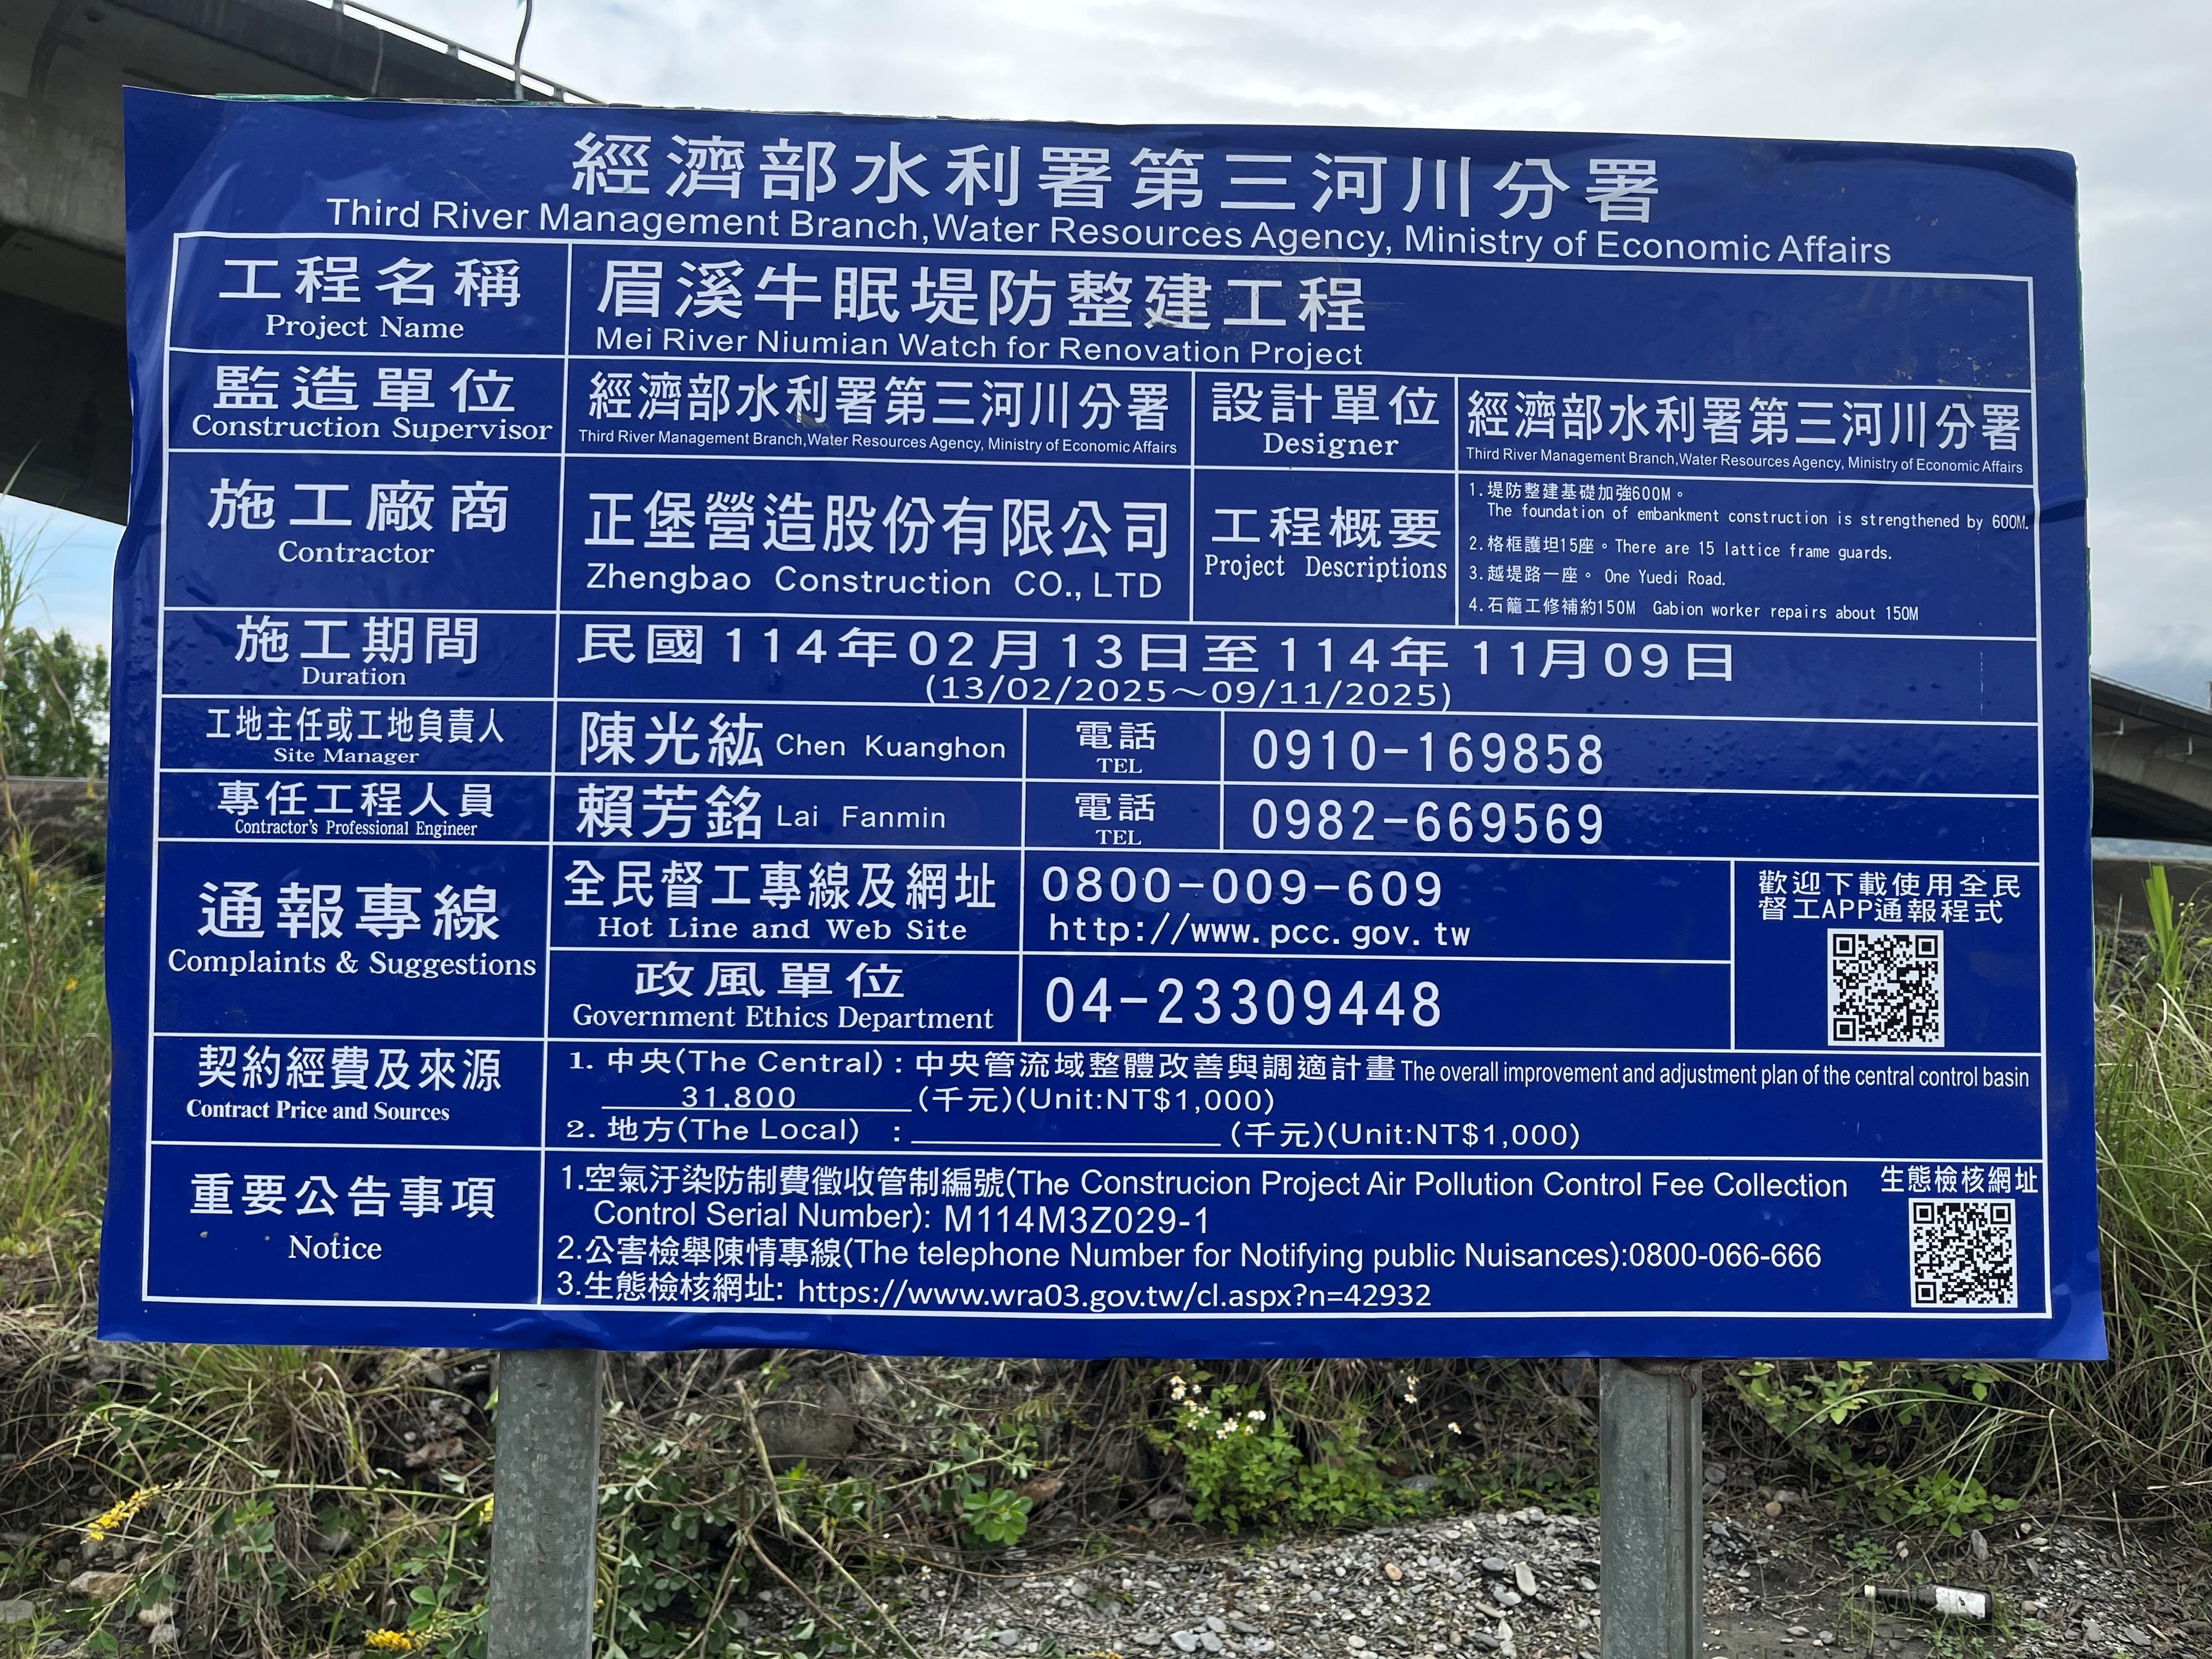 經濟部水利署第三河川分署
Third River Management Branch,Water Resources Agency, Ministry of Economic Affairs
工程名稱
Project Name
眉溪牛眠堤防整建工程
Mei River Niumian Watch for Renovation Project
監造單位
Construction Supervisor
經濟部水利署第三河川分署
Third River Management Branch,Water Resources Agency, Ministry of Economic Affairs
設計單位
Designer
經濟部水利署第三河川分署
Third River Management Branch,Water Resources Agency, Ministry of Economic Affairs
施工廠商
Contractor
正堡營造股份有限公司
Zhengbao Construction CO., LTD
工程概要
Project Descriptions
1.堤防整建基礎加強600M。
The foundation of embankment construction is strengthened by 600M.
2.格框護坦15座。There are 15 lattice frame guards.
3.越堤路一座。 One Yuedi Road.
4.石籠工修補約150M Gabion worker repairs about 150M
施工期間
Duration
民國114年02月13日至114年11月09日
(13/02/2025～09/11/2025)
工地主任或工地負責人
Site Manager
陳光紘 Chen Kuanghon
電話
TEL
0910-169858
專任工程人員
Contractor's Professional Engineer
賴芳銘 Lai Fanmin
電話
TEL
0982-669569
通報專線
Complaints & Suggestions
全民督工專線及網址
Hot Line and Web Site
0800-009-609
http://www.pcc.gov.tw
政風單位
Government Ethics Department
04-23309448
歡迎下載使用全民
督工APP通報程式
契約經費及來源
Contract Price and Sources
1. 中央(The Central)：中央管流域整體改善與調適計畫 The overall improvement and adjustment plan of the central control basin
31,800 (千元)(Unit:NT$1,000)
2. 地方(The Local) ： (千元)(Unit:NT$1,000)
重要公告事項
Notice
1.空氣汙染防制費徵收管制編號(The Construcion Project Air Pollution Control Fee Collection
Control Serial Number): M114M3Z029-1
2.公害檢舉陳情專線(The telephone Number for Notifying public Nuisances):0800-066-666
3.生態檢核網址: https://www.wra03.gov.tw/cl.aspx?n=42932
生態檢核網址